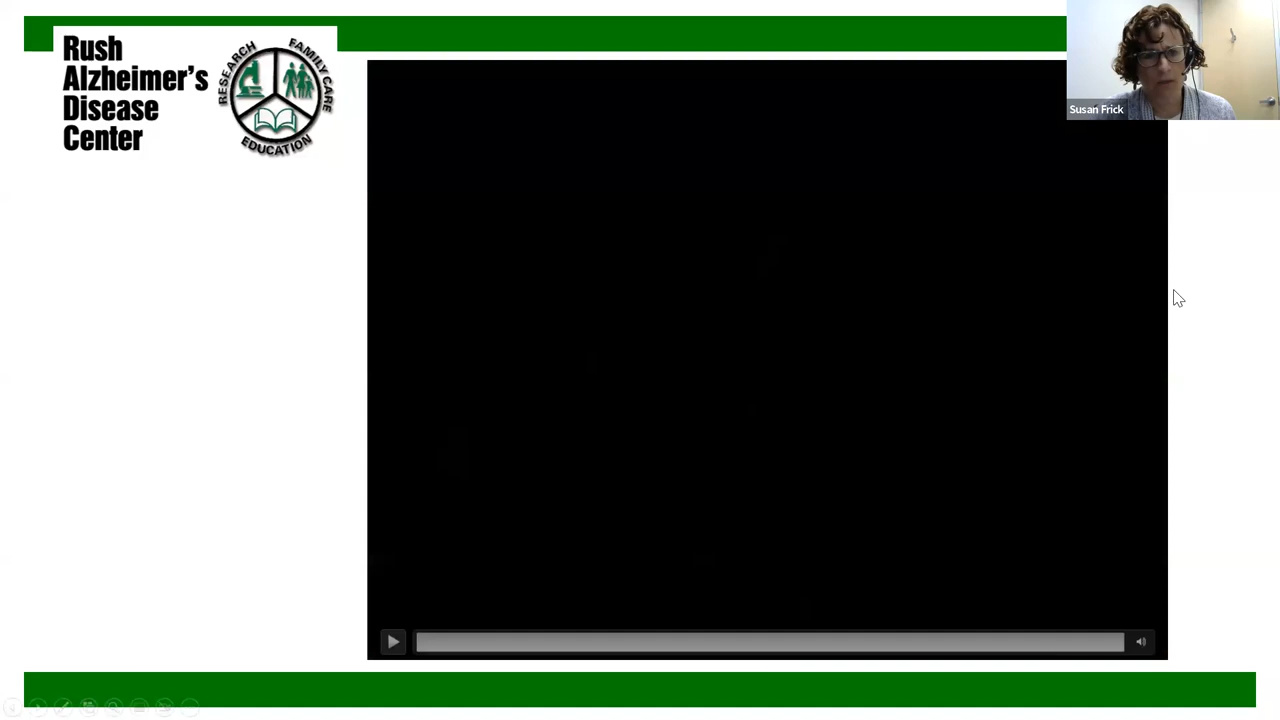 Rush
Alzheimer's
Disease
Center
RESEARCH
FAMILY CARE
EDUCATION
Susan Frick